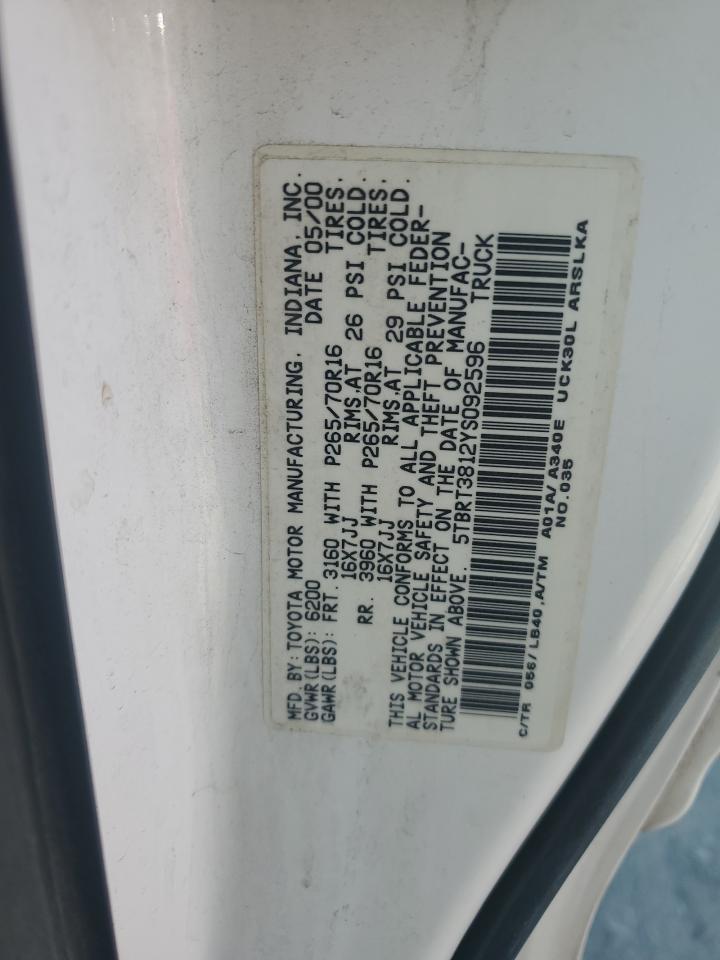 MFD. BY: TOYOTA MOTOR MANUFACTURING, INDIANA, INC.
GVWR(LBS): 6200 DATE 05/00
GAWR(LBS): FRT. 3160 WITH P265/70R16 TIRES,
16X7JJ RIMS,AT 26 PSI COLD.
RR. 3960 WITH P265/70R16 TIRES,
16X7JJ RIMS,AT 29 PSI COLD.
THIS VEHICLE CONFORMS TO ALL APPLICABLE FEDER-
AL MOTOR VEHICLE SAFETY AND THEFT PREVENTION
STANDARDS IN EFFECT ON THE DATE OF MANUFAC-
TURE SHOWN ABOVE. 5TBRT3812YS092596 TRUCK
C/TR 056/LB40 ,A/TM A01A/A340E UCK30L ARSLKA
NO.035